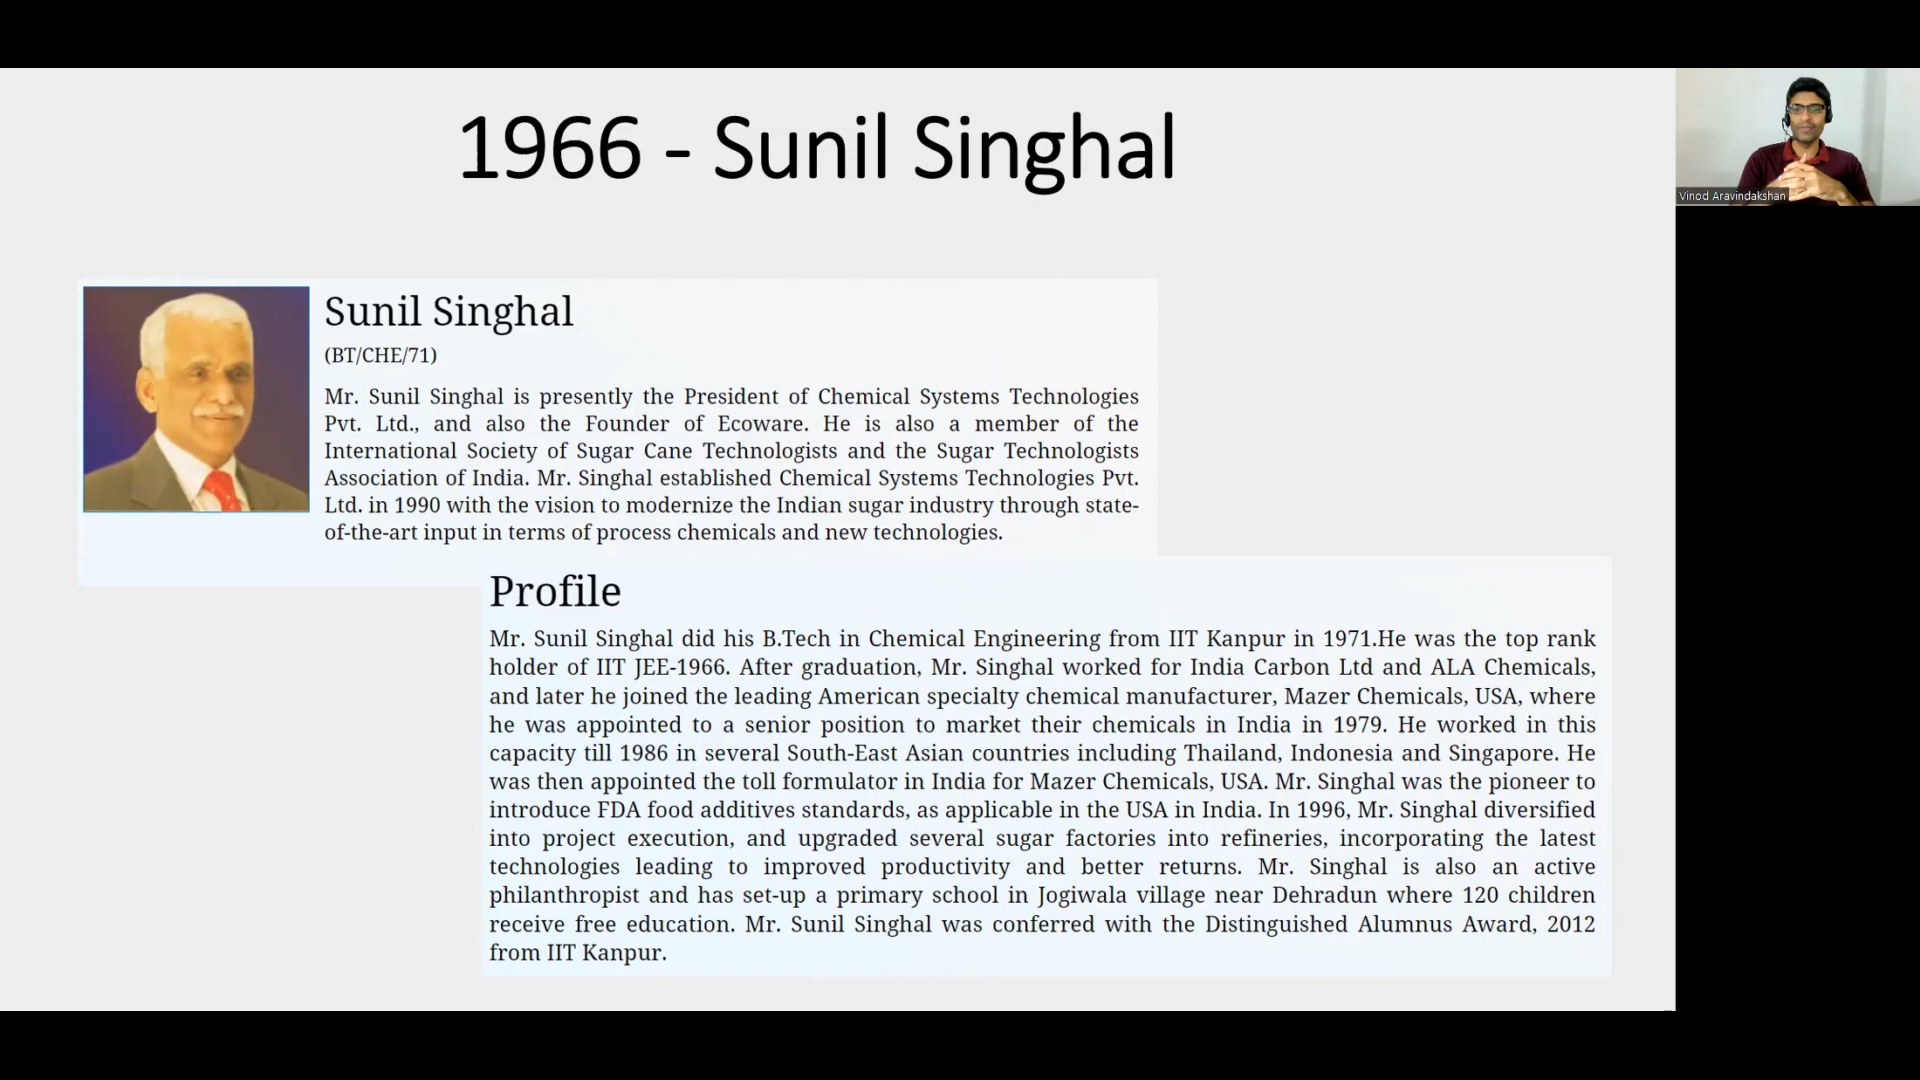 1966 - Sunil Singhal
Vinod Aravindakshan
Sunil Singhal
(BT/CHE/71)
Mr. Sunil Singhal is presently the President of Chemical Systems Technologies
Pvt. Ltd., and also the Founder of Ecoware. He is also a member of the
International Society of Sugar Cane Technologists and the Sugar Technologists
Association of India. Mr. Singhal established Chemical Systems Technologies Pvt.
Ltd. in 1990 with the vision to modernize the Indian sugar industry through state-
of-the-art input in terms of process chemicals and new technologies.
Profile
Mr. Sunil Singhal did his B.Tech in Chemical Engineering from IIT Kanpur in 1971.He was the top rank
holder of IIT JEE-1966. After graduation, Mr. Singhal worked for India Carbon Ltd and ALA Chemicals,
and later he joined the leading American specialty chemical manufacturer, Mazer Chemicals, USA, where
he was appointed to a senior position to market their chemicals in India in 1979. He worked in this
capacity till 1986 in several South-East Asian countries including Thailand, Indonesia and Singapore. He
was then appointed the toll formulator in India for Mazer Chemicals, USA. Mr. Singhal was the pioneer to
introduce FDA food additives standards, as applicable in the USA in India. In 1996, Mr. Singhal diversified
into project execution, and upgraded several sugar factories into refineries, incorporating the latest
technologies leading to improved productivity and better returns. Mr. Singhal is also an active
philanthropist and has set-up a primary school in Jogiwala village near Dehradun where 120 children
receive free education. Mr. Sunil Singhal was conferred with the Distinguished Alumnus Award, 2012
from IIT Kanpur.